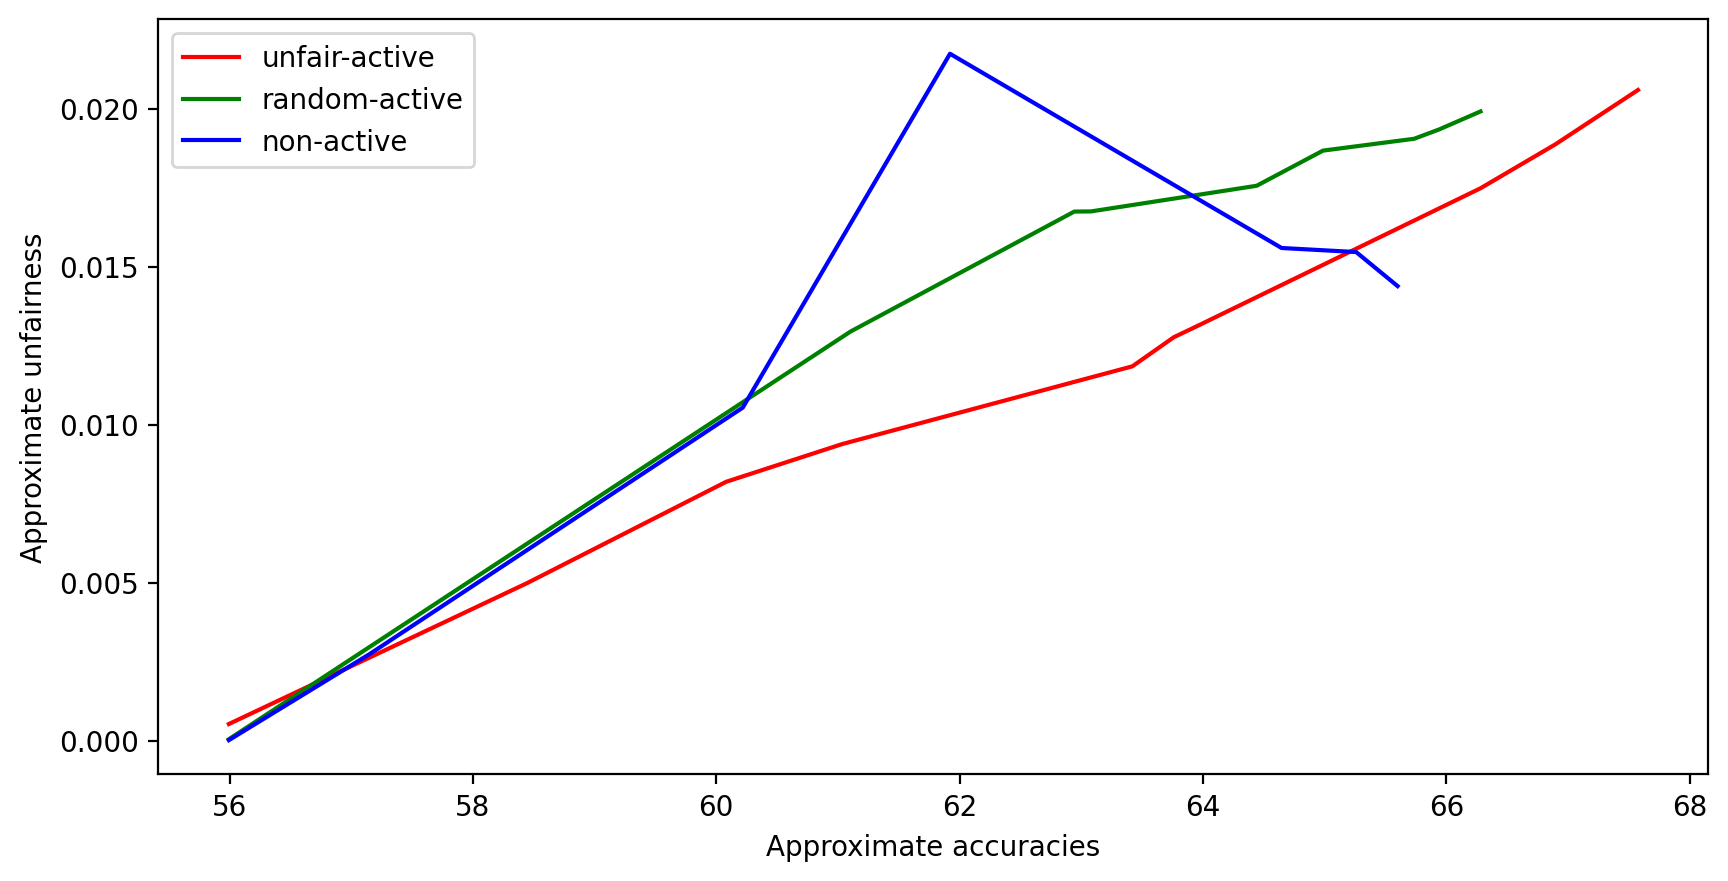 unfair-active
random-active
non-active
0.020
0.015
0.010
0.005
0.000
Approximate unfairness
56 58 60 62 64 66 68
Approximate accuracies